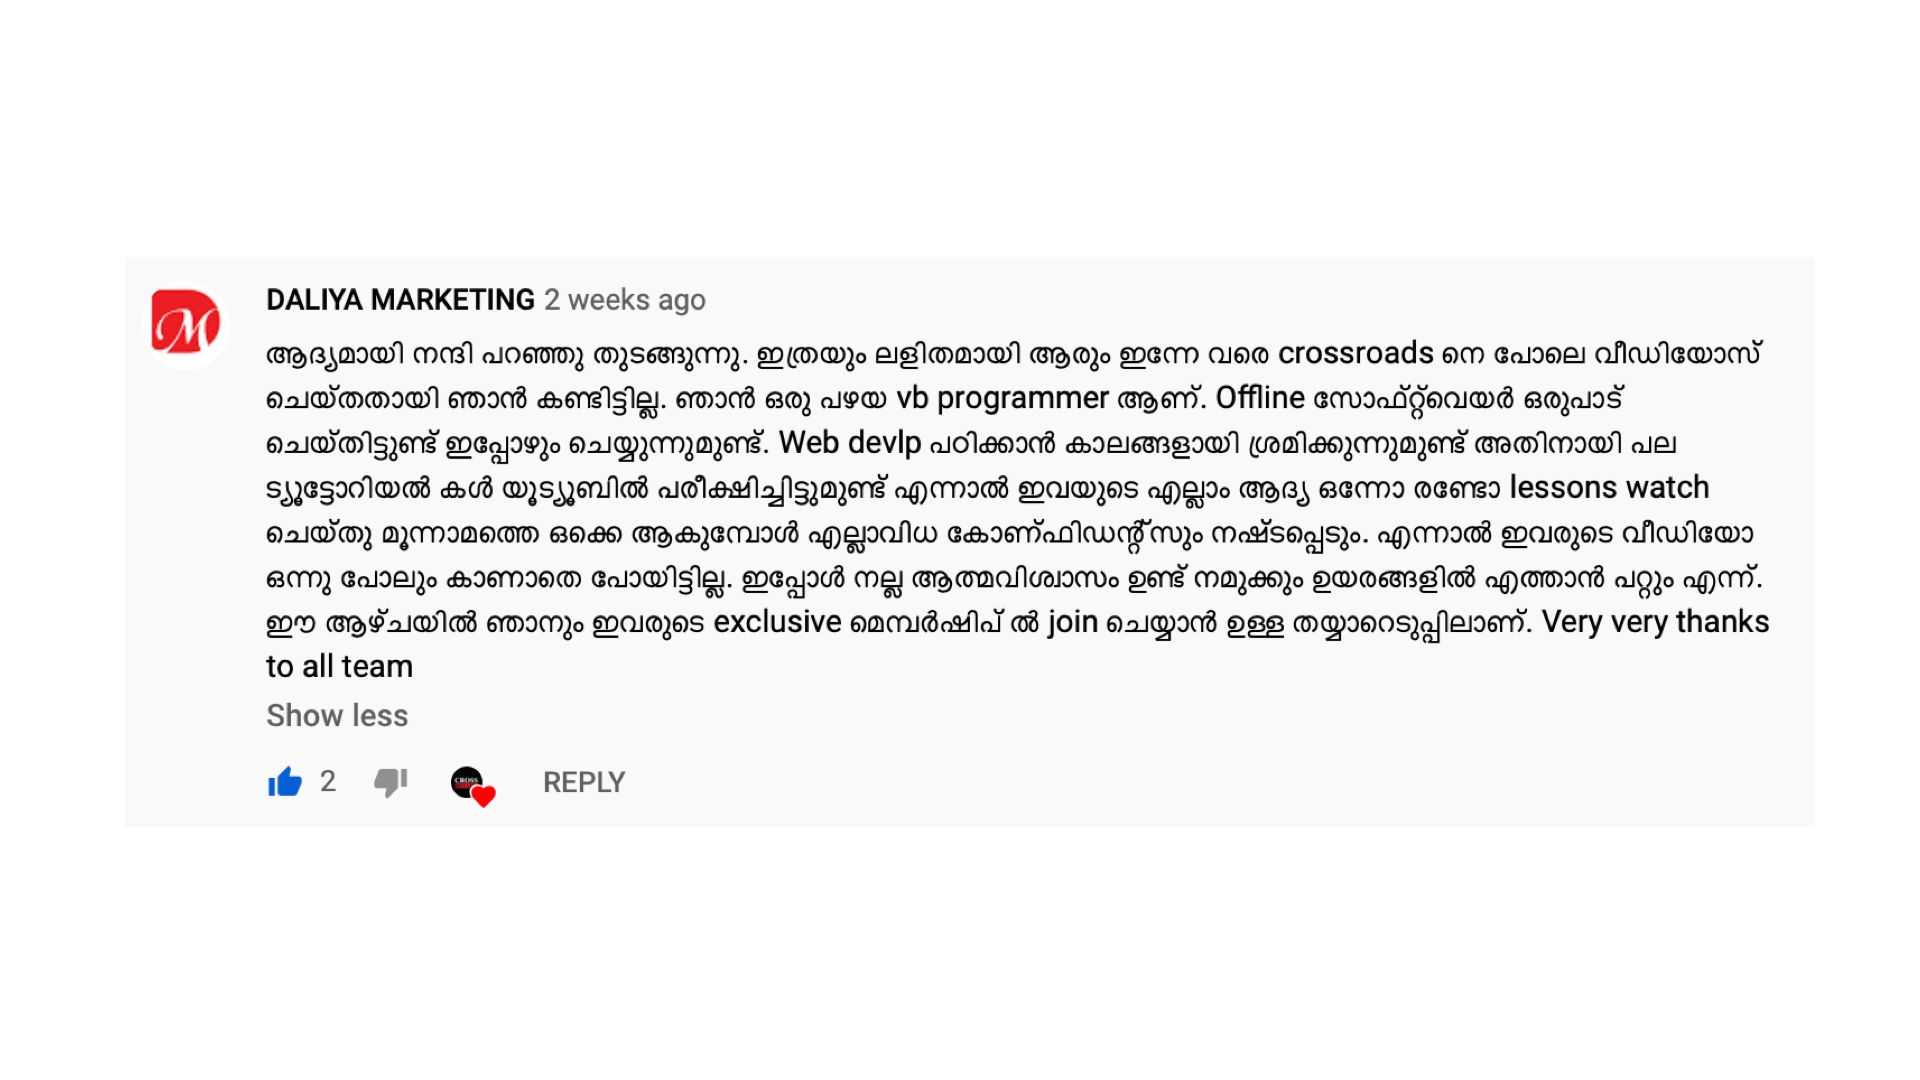 DALIYA MARKETING 2 weeks ago
ആദ്യമായി നന്ദി പറഞ്ഞു തുടങ്ങുന്നു. ഇത്രയും ലളിതമായി ആരും ഇന്നേ വരെ crossroads നെ പോലെ വീഡിയോസ്
ചെയ്തതായി ഞാൻ കണ്ടിട്ടില്ല. ഞാൻ ഒരു പഴയ vb programmer ആണ്. Offline സോഫ്റ്റ്‌വെയർ ഒരുപാട്
ചെയ്തിട്ടുണ്ട് ഇപ്പോഴും ചെയ്യുന്നുമുണ്ട്. Web devlp പഠിക്കാൻ കാലങ്ങളായി ശ്രമിക്കുന്നുമുണ്ട് അതിനായി പല
ട്യൂട്ടോറിയൽ കൾ യൂട്യൂബിൽ പരീക്ഷിച്ചിട്ടുമുണ്ട് എന്നാൽ ഇവയുടെ എല്ലാം ആദ്യ ഒന്നോ രണ്ടോ lessons watch
ചെയ്തു മൂന്നാമത്തെ ഒക്കെ ആകുമ്പോൾ എല്ലാവിധ കോണ്ഫിഡന്റ്‌സും നഷ്ടപ്പെടും. എന്നാൽ ഇവരുടെ വീഡിയോ
ഒന്നു പോലും കാണാതെ പോയിട്ടില്ല. ഇപ്പോൾ നല്ല ആത്മവിശ്വാസം ഉണ്ട് നമുക്കും ഉയരങ്ങളിൽ എത്താൻ പറ്റും എന്ന്.
ഈ ആഴ്ചയിൽ ഞാനും ഇവരുടെ exclusive മെമ്പർഷിപ് ൽ join ചെയ്യാൻ ഉള്ള തയ്യാറെടുപ്പിലാണ്. Very very thanks
to all team
Show less
2 CROSS REPLY